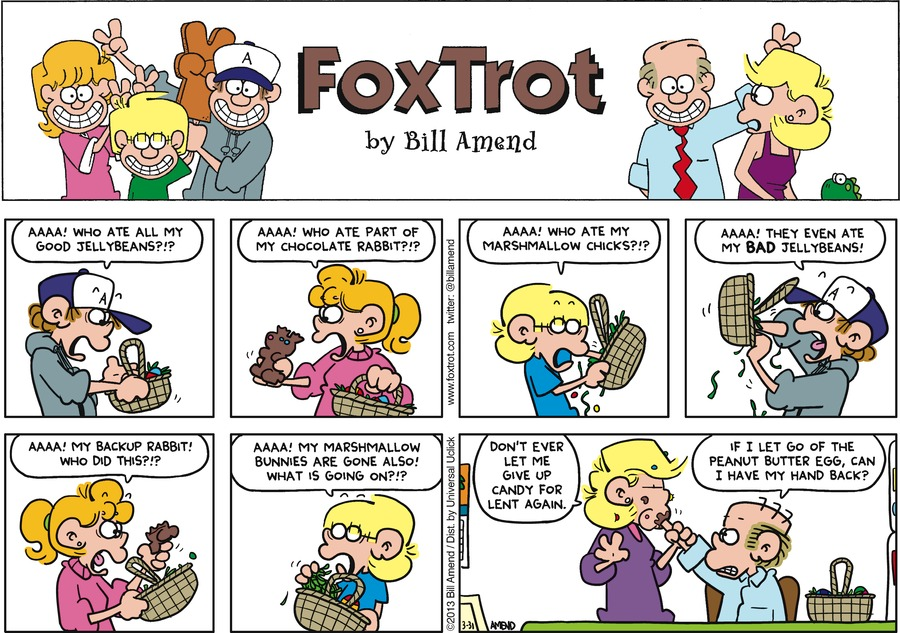 A
FOXTROT
by Bill Amend
AAAA! WHO ATE ALL MY
GOOD JELLYBEANS?!?
A
AAAA! WHO ATE PART OF
MY CHOCOLATE RABBIT?!?
www.foxtrot.com twitter: @billamend
AAAA! WHO ATE MY
MARSHMALLOW CHICKS?!?
AAAA! THEY EVEN ATE
MY BAD JELLYBEANS!
A
AAAA! MY BACKUP RABBIT!
WHO DID THIS?!?
AAAA! MY MARSHMALLOW
BUNNIES ARE GONE ALSO!
WHAT IS GOING ON?!?
©2013 Bill Amend / Dist. by Universal Uclick
DON'T EVER
LET ME
GIVE UP
CANDY FOR
LENT AGAIN.
IF I LET GO OF THE
PEANUT BUTTER EGG, CAN
I HAVE MY HAND BACK?
3-31
AMEND